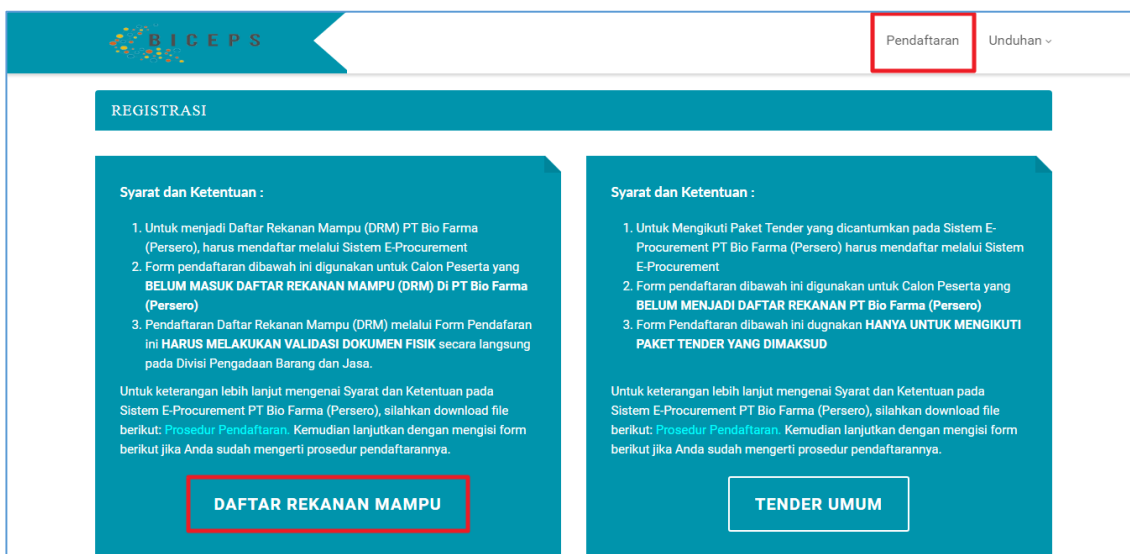 BICEPS
Pendaftaran
Unduhan
REGISTRASI
Syarat dan Ketentuan :
1. Untuk menjadi Daftar Rekanan Mampu (DRM) PT Bio Farma
(Persero), harus mendaftar melalui Sistem E-Procurement
2. Form pendaftaran dibawah ini digunakan untuk Calon Peserta yang
BELUM MASUK DAFTAR REKANAN MAMPU (DRM) Di PT Bio Farma
(Persero)
3. Pendaftaran Daftar Rekanan Mampu (DRM) melalui Form Pendafaran
ini HARUS MELAKUKAN VALIDASI DOKUMEN FISIK secara langsung
pada Divisi Pengadaan Barang dan Jasa.
Untuk keterangan lebih lanjut mengenai Syarat dan Ketentuan pada
Sistem E-Procurement PT Bio Farma (Persero), silahkan download file
berikut: Prosedur Pendaftaran. Kemudian lanjutkan dengan mengisi form
berikut jika Anda sudah mengerti prosedur pendaftarannya.
DAFTAR REKANAN MAMPU
Syarat dan Ketentuan :
1. Untuk Mengikuti Paket Tender yang dicantumkan pada Sistem E-
Procurement PT Bio Farma (Persero) harus mendaftar melalui Sistem
E-Procurement
2. Form pendaftaran dibawah ini digunakan untuk Calon Peserta yang
BELUM MENJADI DAFTAR REKANAN PT Bio Farma (Persero)
3. Form Pendaftaran dibawah ini dugnakan HANYA UNTUK MENGIKUTI
PAKET TENDER YANG DIMAKSUD
Untuk keterangan lebih lanjut mengenai Syarat dan Ketentuan pada
Sistem E-Procurement PT Bio Farma (Persero), silahkan download file
berikut: Prosedur Pendaftaran. Kemudian lanjutkan dengan mengisi form
berikut jika Anda sudah mengerti prosedur pendaftarannya.
TENDER UMUM